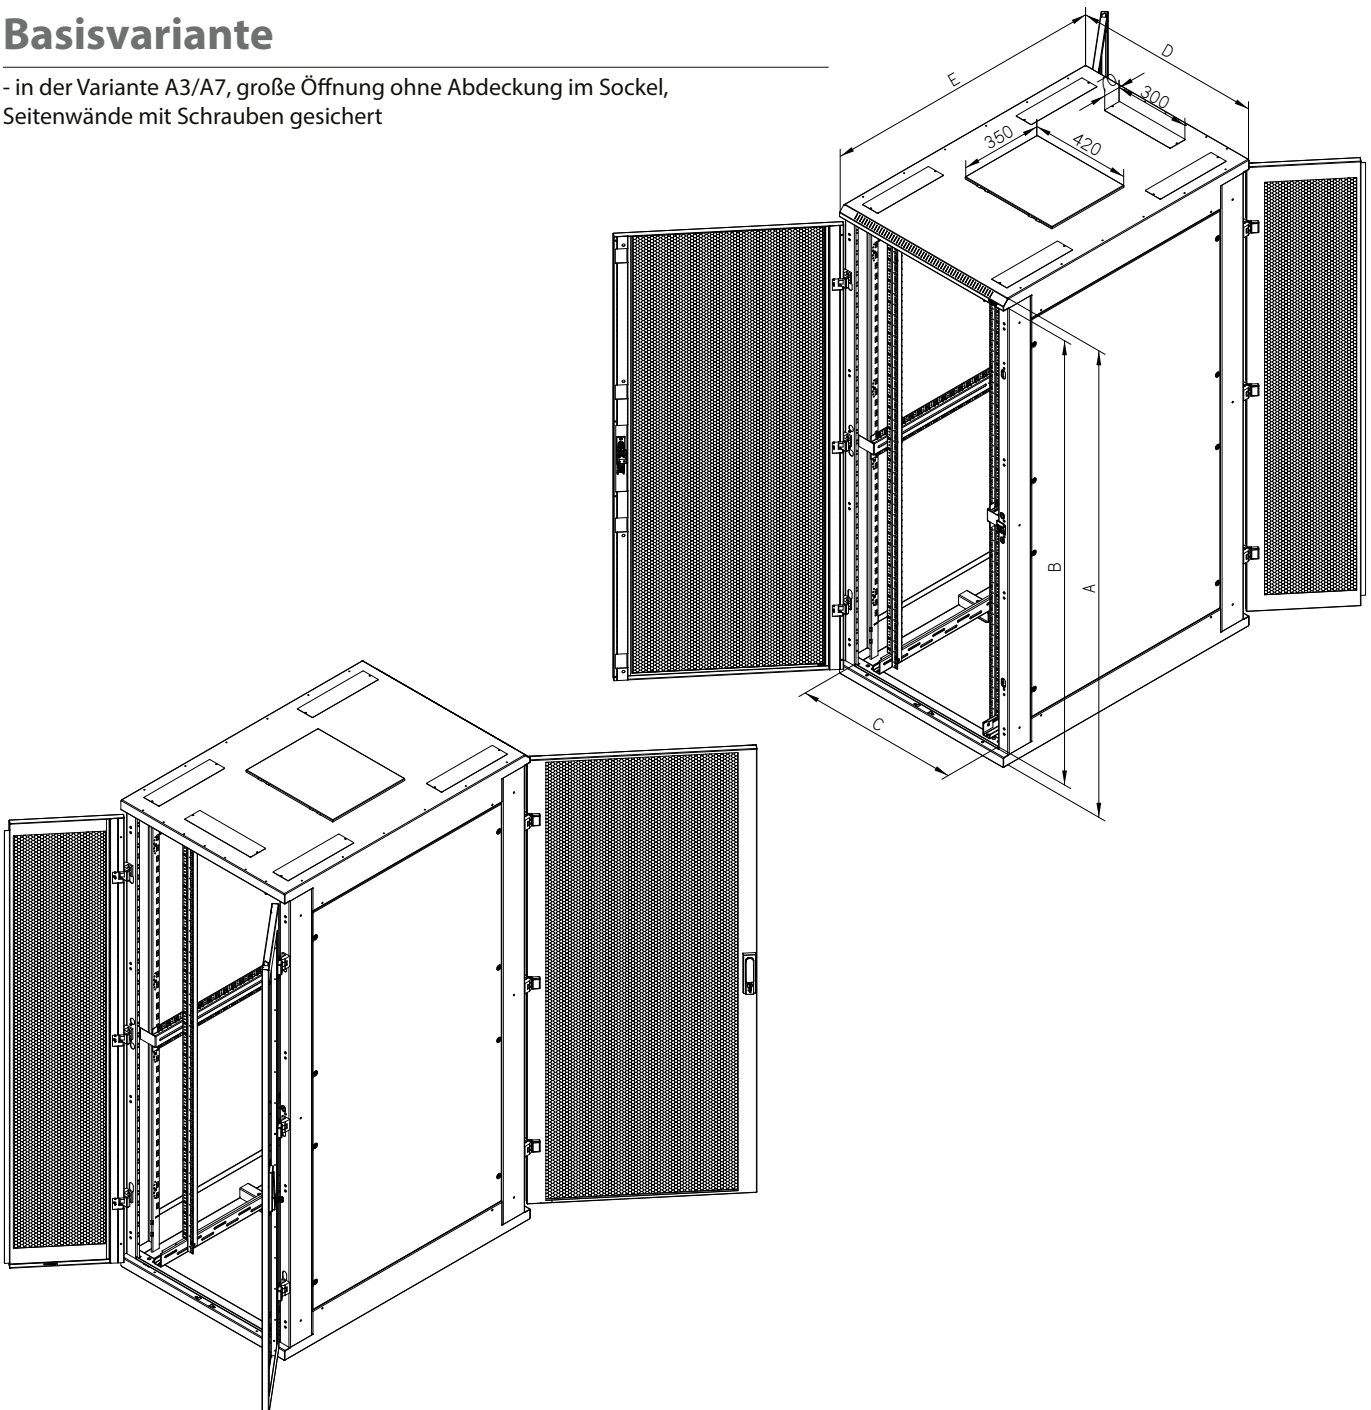 Basisvariante
- in der Variante A3/A7, große Öffnung ohne Abdeckung im Sockel,
Seitenwände mit Schrauben gesichert
E
D
300
350
420
B
A
C